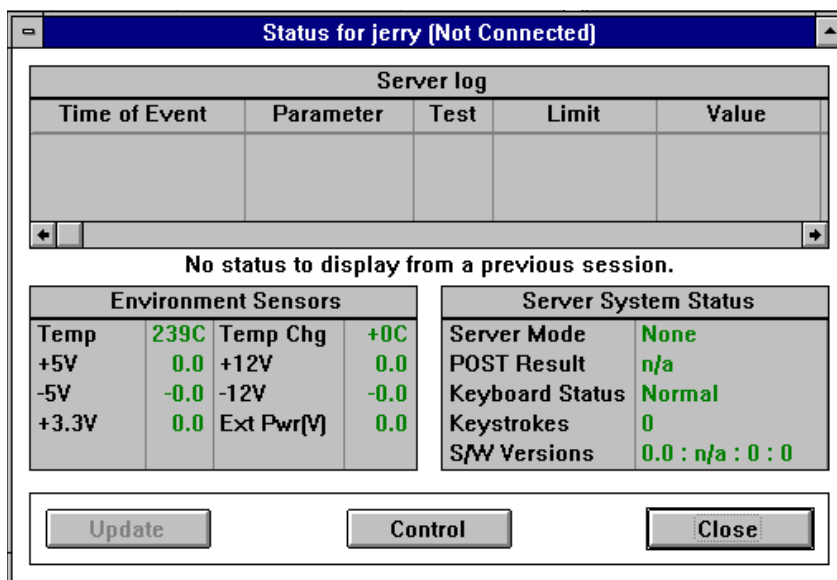 Status for jerry (Not Connected)
Server log
Time of Event Parameter Test Limit Value
No status to display from a previous session.
Environment Sensors
Temp 239C Temp Chg +0C
+5V 0.0 +12V 0.0
-5V -0.0 -12V -0.0
+3.3V 0.0 Ext Pwr(V) 0.0
Server System Status
Server Mode None
POST Result n/a
Keyboard Status Normal
Keystrokes 0
S/W Versions 0.0 : n/a : 0 : 0
Update Control Close